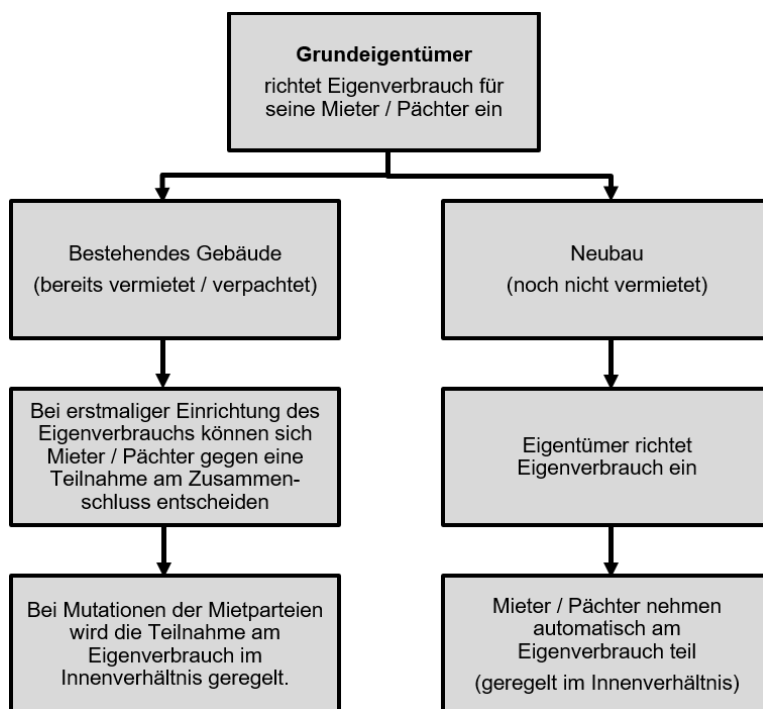 Grundeigentümer
richtet Eigenverbrauch für
seine Mieter / Pächter ein
Bestehendes Gebäude
(bereits vermietet / verpachtet)
Neubau
(noch nicht vermietet)
Bei erstmaliger Einrichtung des
Eigenverbrauchs können sich
Mieter / Pächter gegen eine
Teilnahme am Zusammen-
schluss entscheiden
Eigentümer richtet
Eigenverbrauch ein
Bei Mutationen der Mietparteien
wird die Teilnahme am
Eigenverbrauch im
Innenverhältnis geregelt.
Mieter / Pächter nehmen
automatisch am
Eigenverbrauch teil
(geregelt im Innenverhältnis)